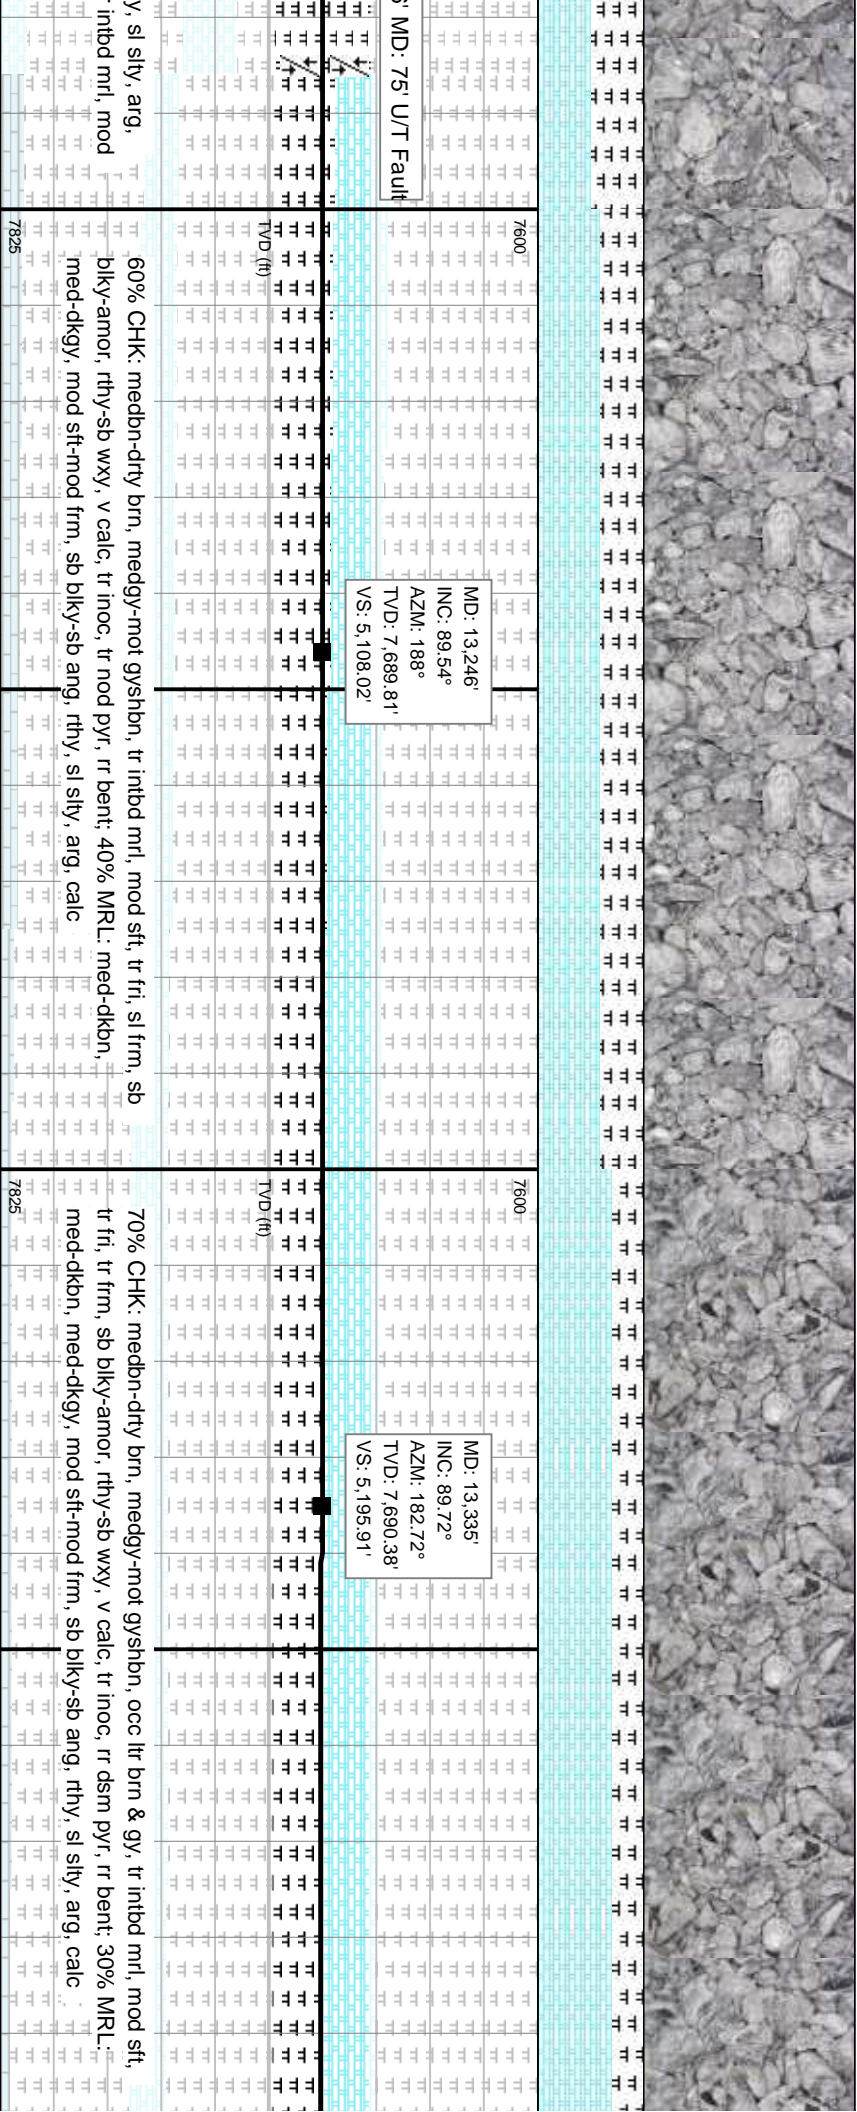 5' MD: 75' U/T Fault
y, sl slty, arg,
intbd mrl, mod
7600
TVD (ft)
7825
MD: 13,246'
INC: 89.54°
AZM: 188°
TVD: 7,689.81'
VS: 5,108.02'
60% CHK: medbn-drty brn, medgy-mot gyshbn, tr intbd mrl, mod sft, tr fri, sl frm, sb
blky-amor, rthy-sb wxy, v calc, tr inoc, tr nod pyr, rr bent; 40% MRL: med-dkbn,
med-dkgy, mod sft-mod frm, sb blky-sb ang, rthy, sl slty, arg, calc
7600
TVD (ft)
7825
MD: 13,335'
INC: 89.72°
AZM: 182.72°
TVD: 7,690.38'
VS: 5,195.91'
70% CHK: medbn-drty brn, medgy-mot gyshbn, occ ltr brn & gy, tr intbd mrl, mod sft,
tr fri, tr frm, sb blky-amor, rthy-sb wxy, v calc, tr inoc, rr dsm pyr, rr bent; 30% MRL:
med-dkbn, med-dkgy, mod sft-mod frm, sb blky-sb ang, rthy, sl slty, arg, calc